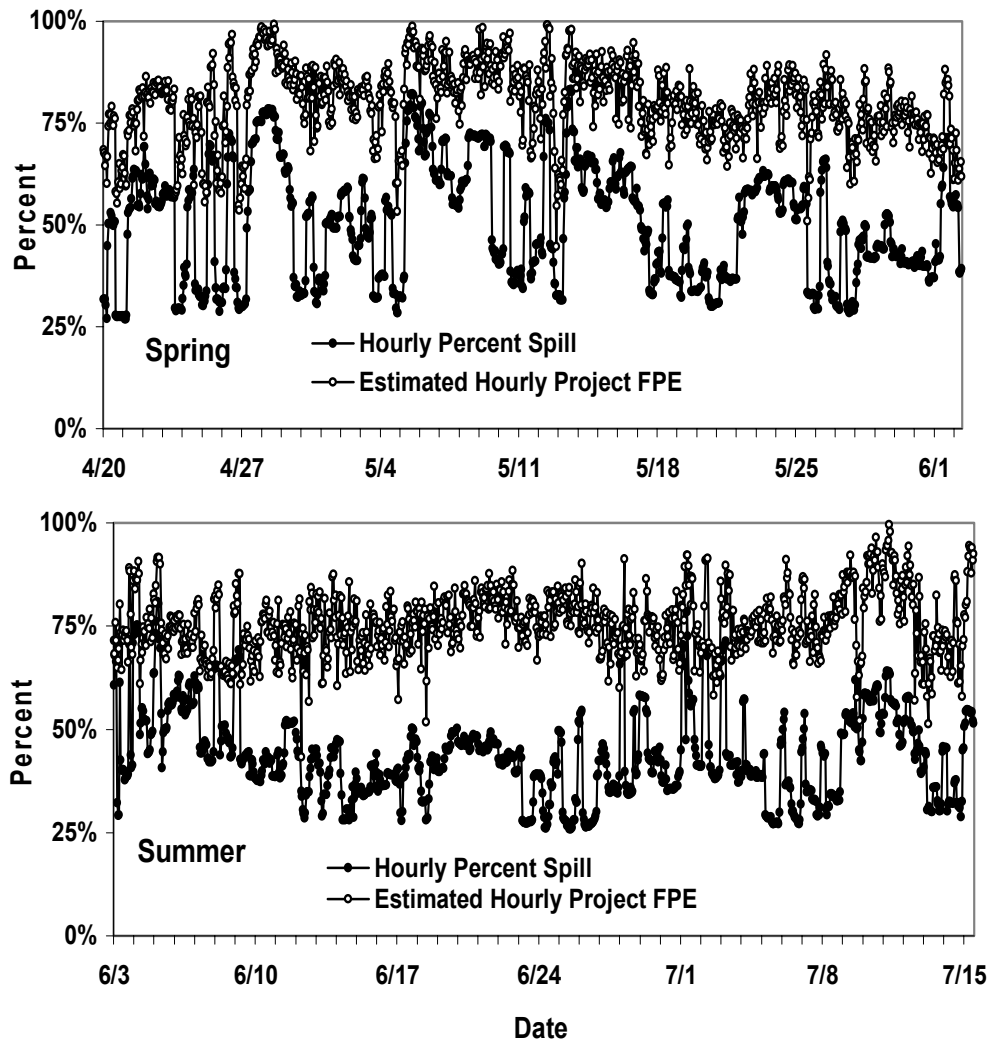 100%
75%
50%
25%
0%
Percent
Spring
Hourly Percent Spill
Estimated Hourly Project FPE
4/20 4/27 5/4 5/11 5/18 5/25 6/1
100%
75%
50%
25%
0%
Percent
Summer
Hourly Percent Spill
Estimated Hourly Project FPE
6/3 6/10 6/17 6/24 7/1 7/8 7/15
Date